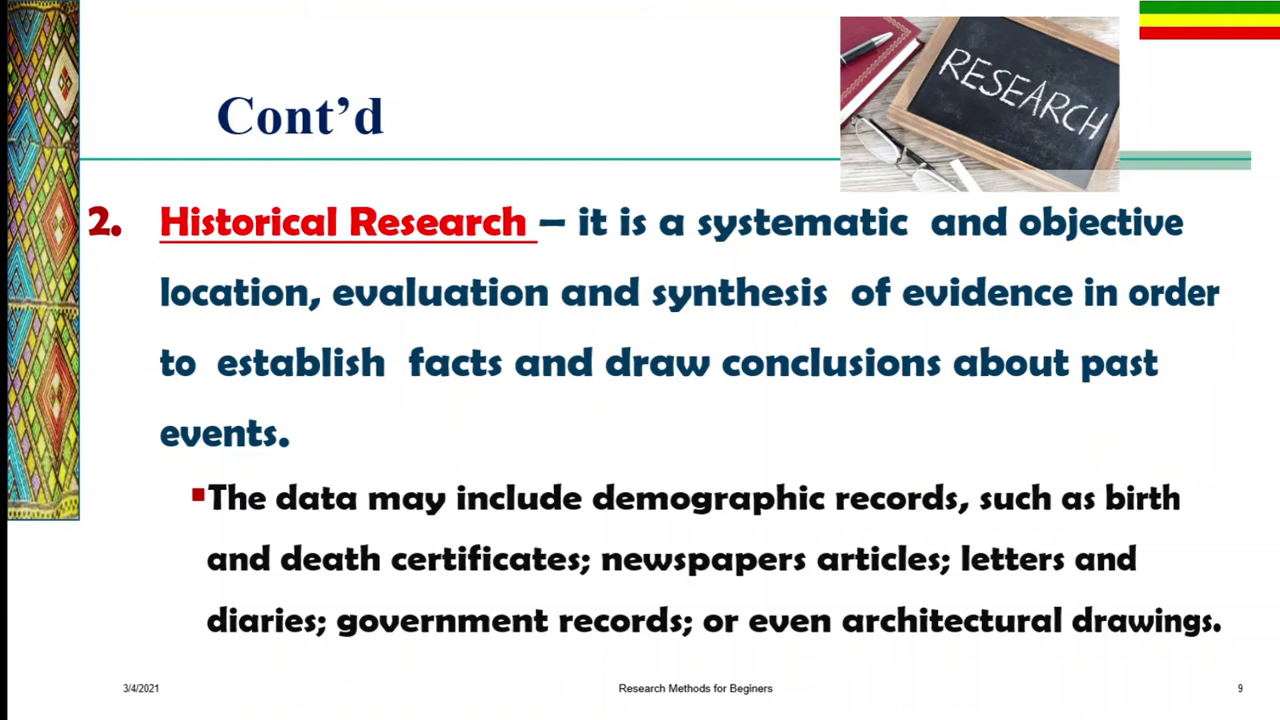 RESEARCH
Cont’d
2. Historical Research – it is a systematic and objective
location, evaluation and synthesis of evidence in order
to establish facts and draw conclusions about past
events.
▪The data may include demographic records, such as birth
and death certificates; newspapers articles; letters and
diaries; government records; or even architectural drawings.
3/4/2021 Research Methods for Beginers 9